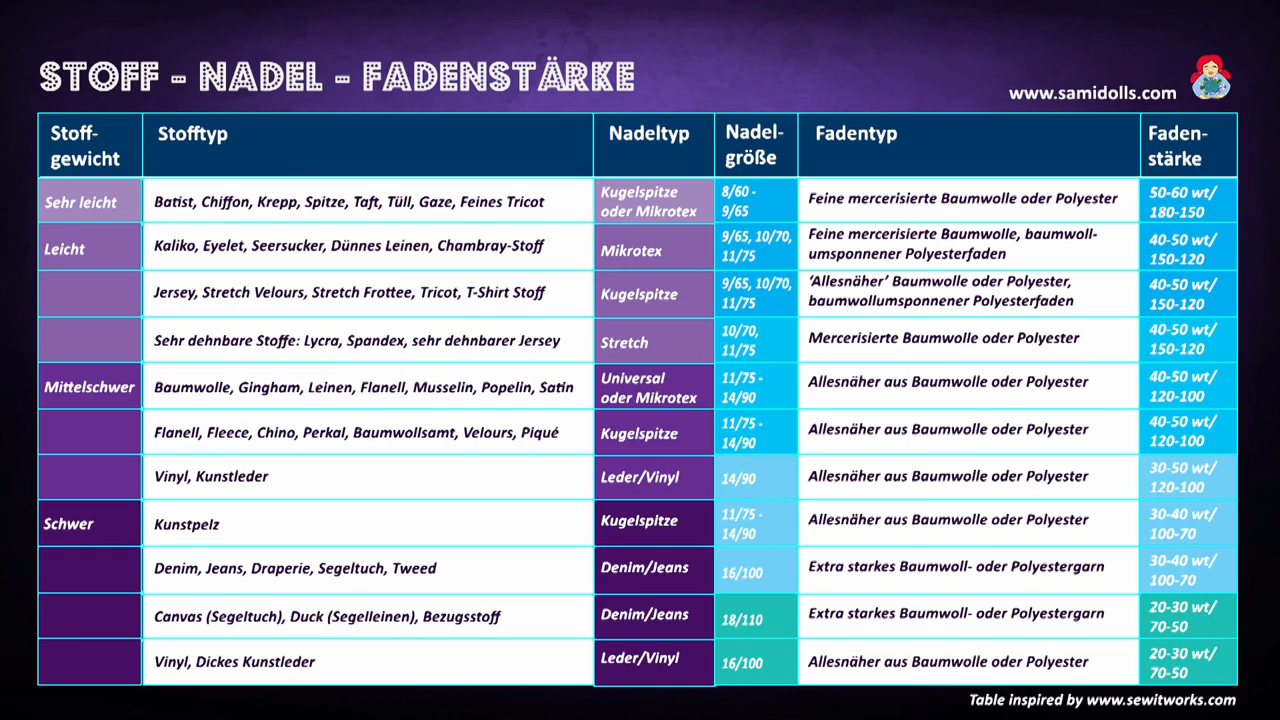 STOFF - NADEL - FADENSTÄRKE
www.samidolls.com
Stoff-
gewicht
Stofftyp
Nadeltyp
Nadel-
größe
Fadentyp
Faden-
stärke
Sehr leicht
Batist, Chiffon, Krepp, Spitze, Taft, Tüll, Gaze, Feines Tricot
Kugelspitze
oder Mikrotex
8/60 -
9/65
Feine mercerisierte Baumwolle oder Polyester
50-60 wt/
180-150
Leicht
Kaliko, Eyelet, Seersucker, Dünnes Leinen, Chambray-Stoff
Mikrotex
9/65, 10/70,
11/75
Feine mercerisierte Baumwolle, baumwoll-
umsponnener Polyesterfaden
40-50 wt/
150-120
Jersey, Stretch Velours, Stretch Frottee, Tricot, T-Shirt Stoff
Kugelspitze
9/65, 10/70,
11/75
‘Allesnäher’ Baumwolle oder Polyester,
baumwollumsponnener Polyesterfaden
40-50 wt/
150-120
Sehr dehnbare Stoffe: Lycra, Spandex, sehr dehnbarer Jersey
Stretch
10/70,
11/75
Mercerisierte Baumwolle oder Polyester
40-50 wt/
150-120
Mittelschwer
Baumwolle, Gingham, Leinen, Flanell, Musselin, Popelin, Satin
Universal
oder Mikrotex
11/75 -
14/90
Allesnäher aus Baumwolle oder Polyester
40-50 wt/
120-100
Flanell, Fleece, Chino, Perkal, Baumwollsamt, Velours, Piqué
Kugelspitze
11/75 -
14/90
Allesnäher aus Baumwolle oder Polyester
40-50 wt/
120-100
Vinyl, Kunstleder
Leder/Vinyl
14/90
Allesnäher aus Baumwolle oder Polyester
30-50 wt/
120-100
Schwer
Kunstpelz
Kugelspitze
11/75 -
14/90
Allesnäher aus Baumwolle oder Polyester
30-40 wt/
100-70
Denim, Jeans, Draperie, Segeltuch, Tweed
Denim/Jeans
16/100
Extra starkes Baumwoll- oder Polyestergarn
30-40 wt/
100-70
Canvas (Segeltuch), Duck (Segelleinen), Bezugsstoff
Denim/Jeans
18/110
Extra starkes Baumwoll- oder Polyestergarn
20-30 wt/
70-50
Vinyl, Dickes Kunstleder
Leder/Vinyl
16/100
Allesnäher aus Baumwolle oder Polyester
20-30 wt/
70-50
Table inspired by www.sewitworks.com